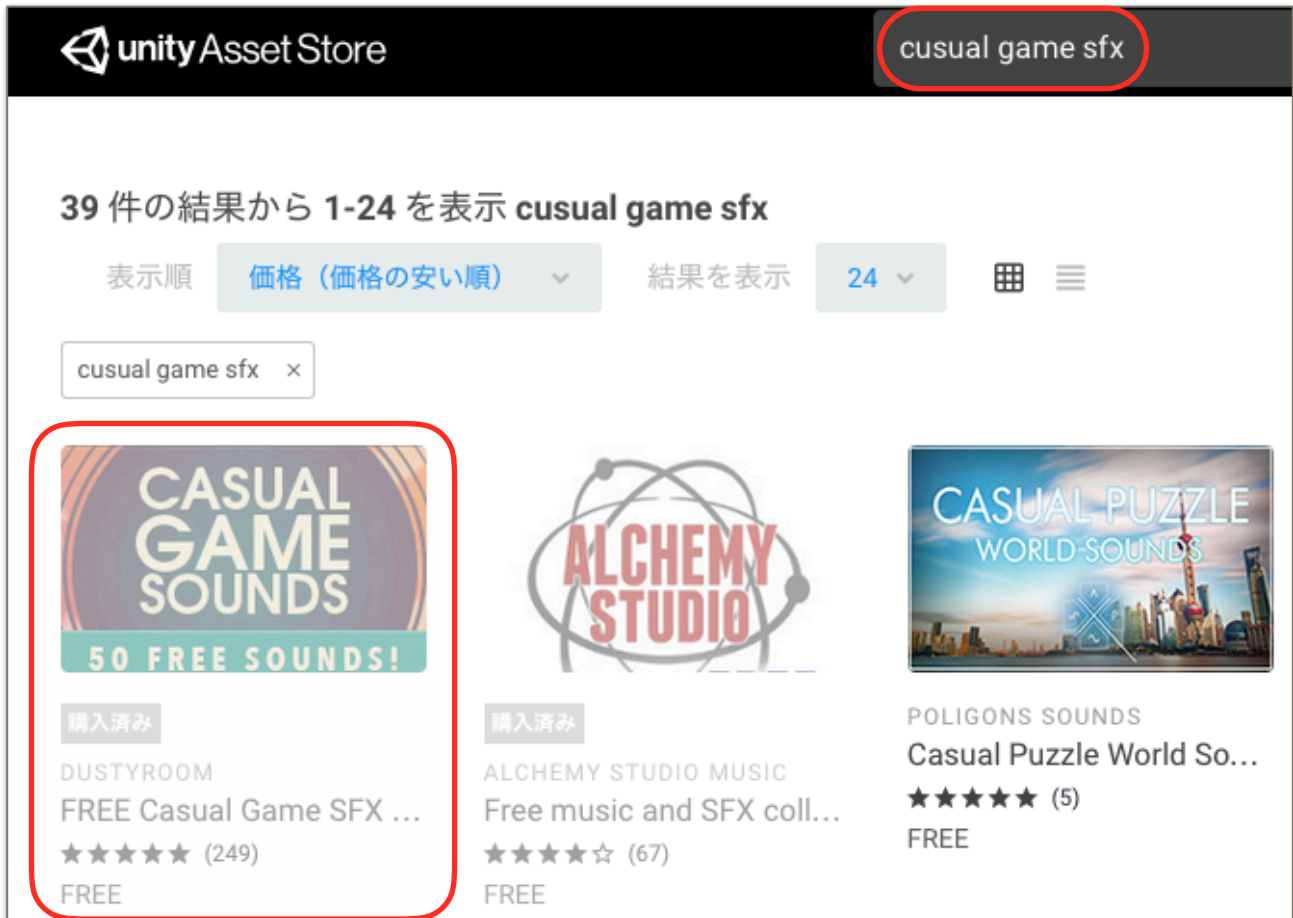 unity Asset Store
cusual game sfx
39 件の結果から 1-24 を表示 cusual game sfx
表示順 価格（価格の安い順） 結果を表示 24
cusual game sfx ×
CASUAL
GAME
SOUNDS
50 FREE SOUNDS!
購入済み
DUSTYROOM
FREE Casual Game SFX ...
(249)
FREE
ALCHEMY
STUDIO
購入済み
ALCHEMY STUDIO MUSIC
Free music and SFX coll...
(67)
FREE
CASUAL PUZZLE
WORLD SOUNDS
POLIGONS SOUNDS
Casual Puzzle World So...
(5)
FREE